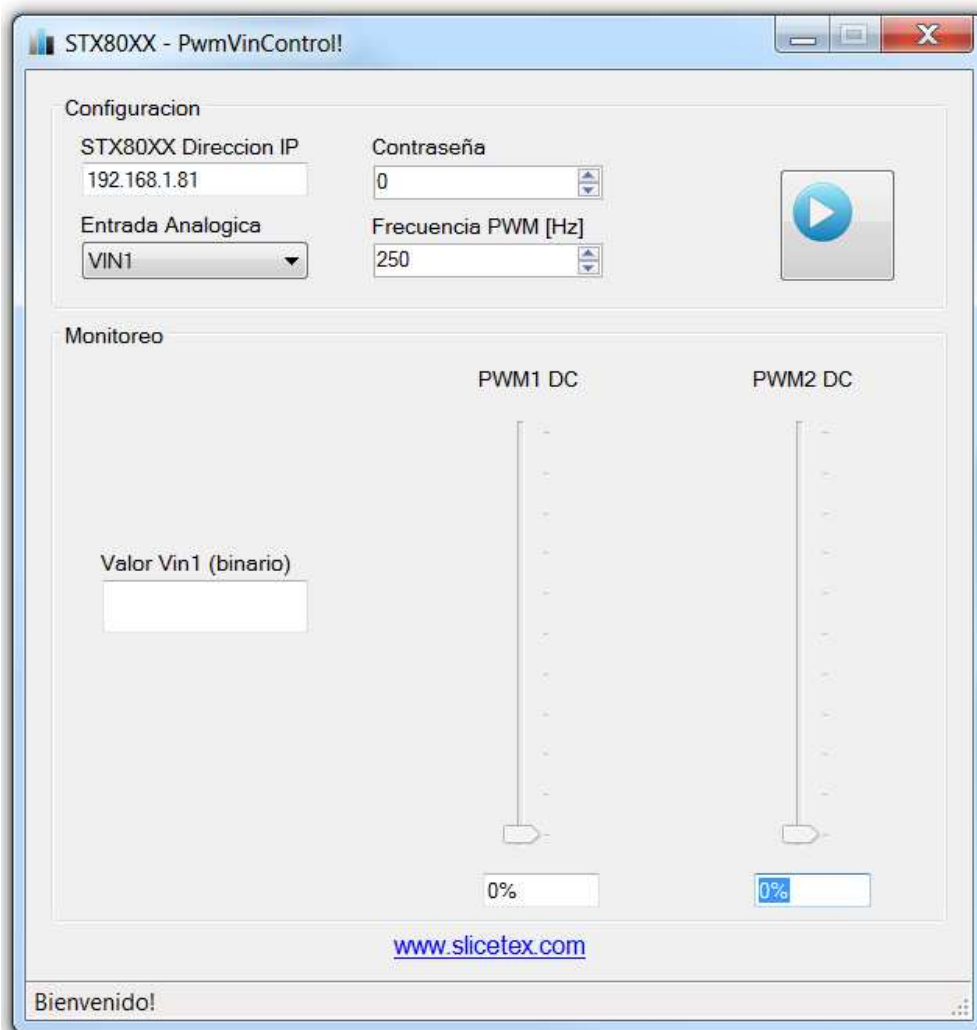 STX80XX - PwmVinControl!
Configuracion
STX80XX Direccion IP
Contraseña
192.168.1.81
0
Entrada Analogica
Frecuencia PWM [Hz]
VIN1
250
Monitoreo
PWM1 DC
PWM2 DC
Valor Vin1 (binario)
0%
0%
www.slicetex.com
Bienvenido!